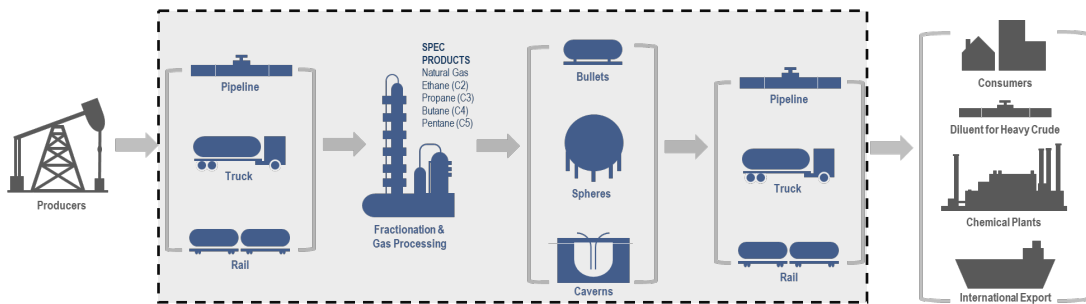 Producers
Pipeline
Truck
Rail
SPEC
PRODUCTS
Natural Gas
Ethane (C2)
Propane (C3)
Butane (C4)
Pentane (C5)
Fractionation &
Gas Processing
Bullets
Spheres
Caverns
Pipeline
Truck
Rail
Consumers
Diluent for Heavy Crude
Chemical Plants
International Export